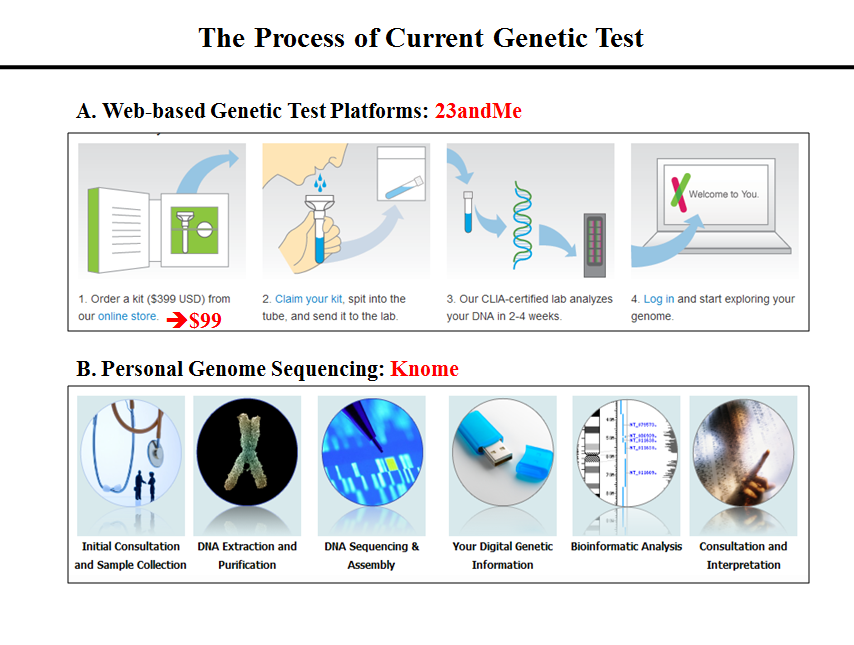 The Process of Current Genetic Test
A. Web-based Genetic Test Platforms: 23andMe
Welcome to You.
1. Order a kit ($399 USD) from
our online store. ➔$99
2. Claim your kit, spit into the
tube, and send it to the lab.
3. Our CLIA-certified lab analyzes
your DNA in 2-4 weeks.
4. Log in and start exploring your
genome.
B. Personal Genome Sequencing: Knome
Initial Consultation
and Sample Collection
DNA Extraction and
Purification
DNA Sequencing &
Assembly
Your Digital Genetic
Information
Bioinformatic Analysis
Consultation and
Interpretation